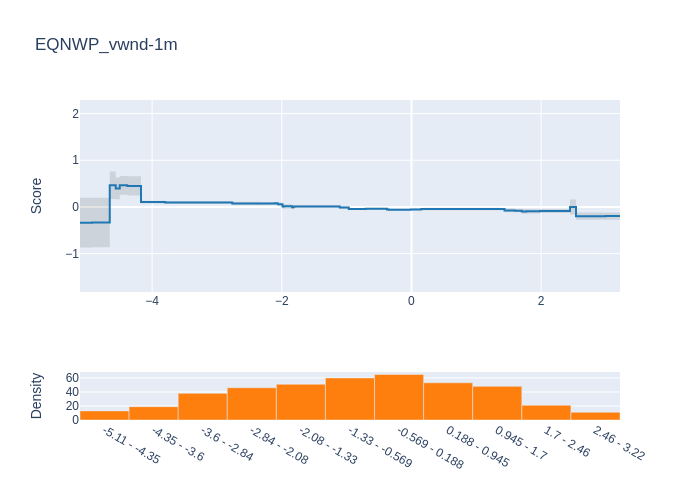 EQNWP_vwnd-1m
Score
2
1
0
−1
−4
−2
0
2
Density
60
40
20
0
-5.11 - -4.35
-4.35 - -3.6
-3.6 - -2.84
-2.84 - -2.08
-2.08 - -1.33
-1.33 - -0.569
-0.569 - 0.188
0.188 - 0.945
0.945 - 1.7
1.7 - 2.46
2.46 - 3.22